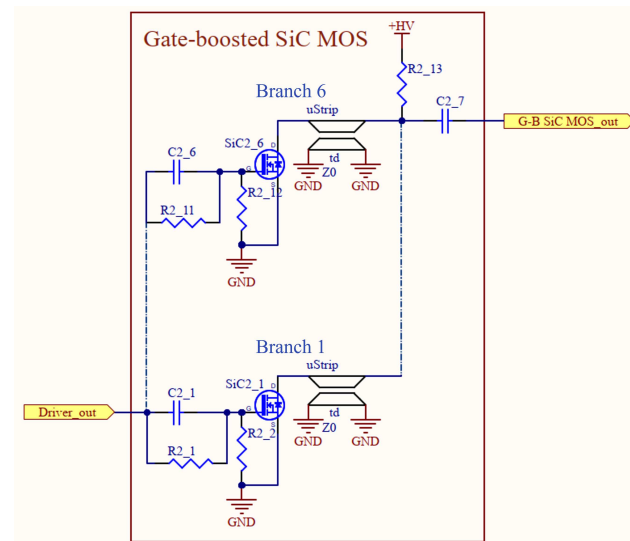 Gate-boosted SiC MOS
+HV
R2_13
Branch 6
uStrip
C2_7
G-B SiC MOS_out
SiC2_6
D
G
S
C2_6
td
Z0
GND
GND
R2_12
R2_11
GND
Branch 1
uStrip
SiC2_1
D
G
S
C2_1
Driver_out
td
Z0
GND
GND
R2_2
R2_1
GND